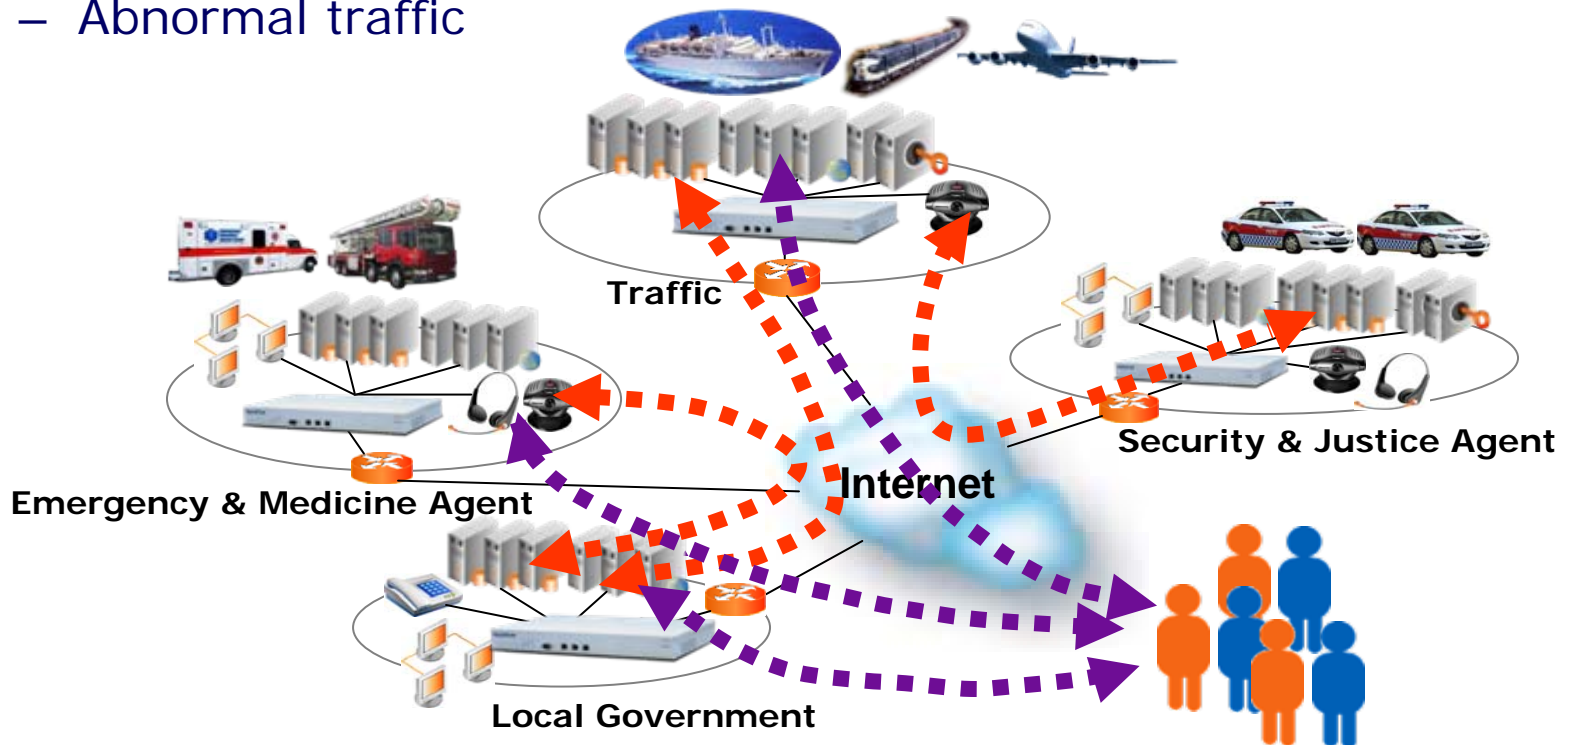 – Abnormal traffic
Traffic
Security & Justice Agent
Internet
Emergency & Medicine Agent
Local Government